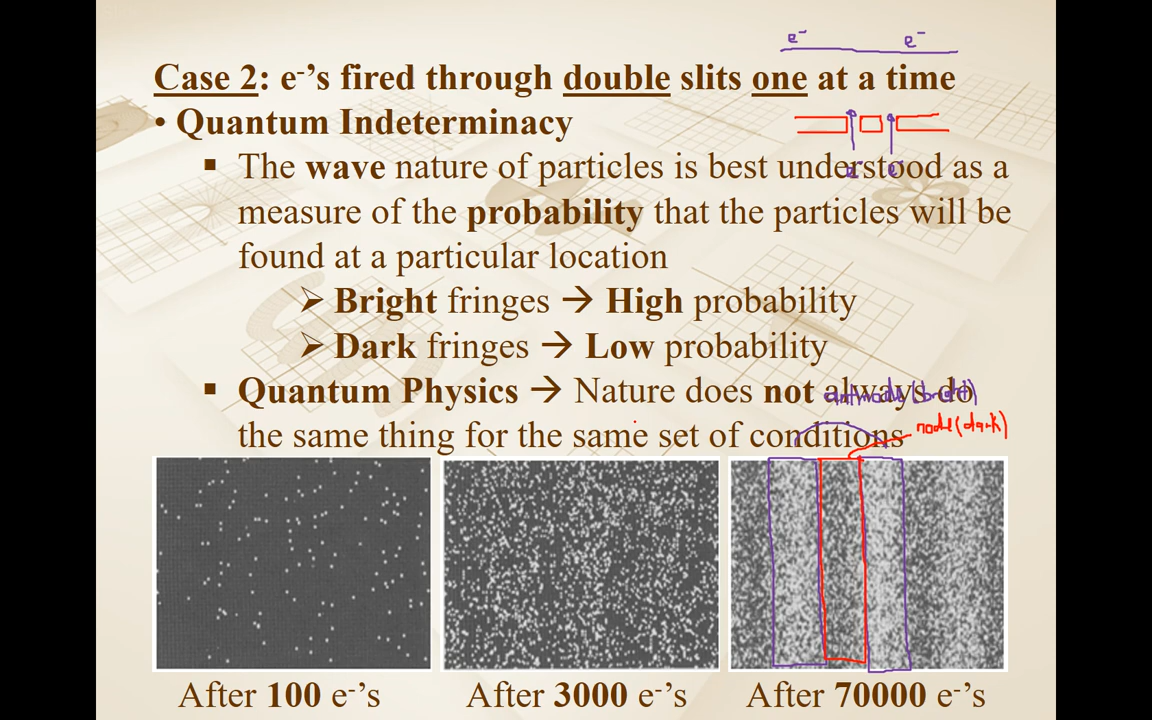 e⁻ e⁻
Case 2: e⁻'s fired through double slits one at a time
• Quantum Indeterminacy
▪ The wave nature of particles is best understood as a
e⁻ e⁻
measure of the probability that the particles will be
found at a particular location
➢ Bright fringes → High probability
➢ Dark fringes → Low probability
▪ Quantum Physics → Nature does not always do
antinode (bright)
the same thing for the same set of conditions
node (dark)
After 100 e⁻'s
After 3000 e⁻'s
After 70000 e⁻'s